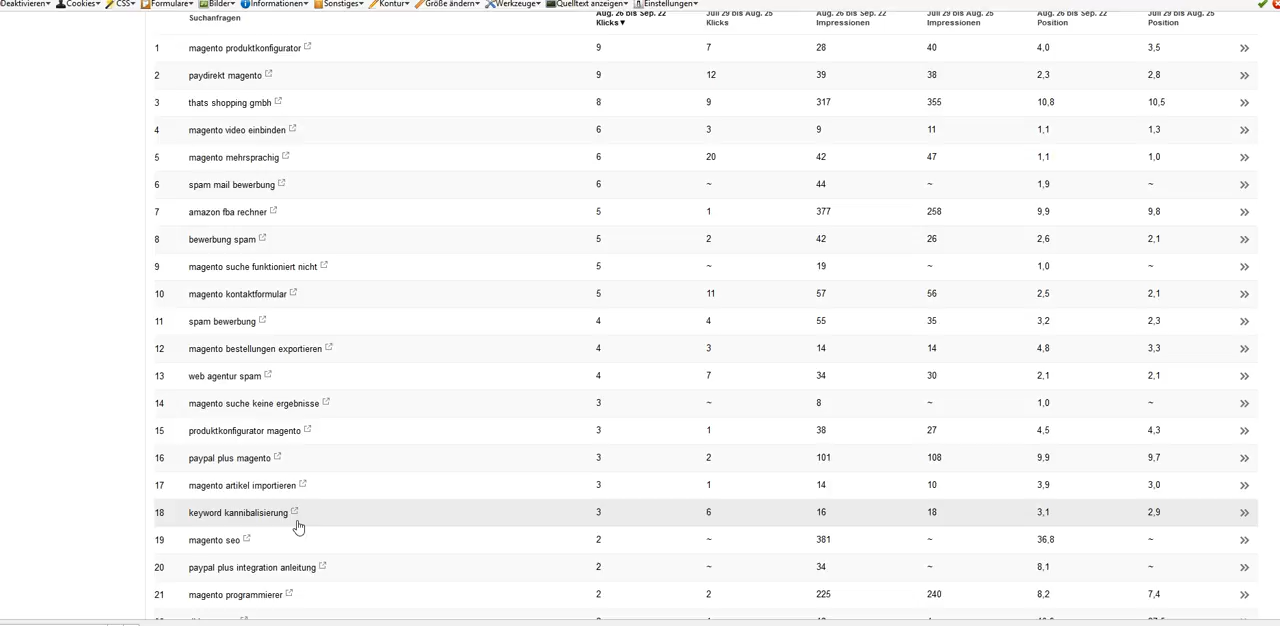 Deaktivieren Cookies CSS Formulare Bilder Informationen Sonstiges Kontur Größe ändern Werkzeuge Quelltext anzeigen Einstellungen
Suchanfragen Aug. 26 bis Sep. 22 Klicks▼ Juli 29 bis Aug. 25 Klicks Aug. 26 bis Sep. 22 Impressionen Juli 29 bis Aug. 25 Impressionen Aug. 26 bis Sep. 22 Position Juli 29 bis Aug. 25 Position
1 magento produktkonfigurator 9 7 28 40 4,0 3,5 »
2 paydirekt magento 9 12 39 38 2,3 2,8 »
3 thats shopping gmbh 8 9 317 355 10,8 10,5 »
4 magento video einbinden 6 3 9 11 1,1 1,3 »
5 magento mehrsprachig 6 20 42 47 1,1 1,0 »
6 spam mail bewerbung 6 ~ 44 ~ 1,9 ~ »
7 amazon fba rechner 5 1 377 258 9,9 9,8 »
8 bewerbung spam 5 2 42 26 2,6 2,1 »
9 magento suche funktioniert nicht 5 ~ 19 ~ 1,0 ~ »
10 magento kontaktformular 5 11 57 56 2,5 2,1 »
11 spam bewerbung 4 4 55 35 3,2 2,3 »
12 magento bestellungen exportieren 4 3 14 14 4,8 3,3 »
13 web agentur spam 4 7 34 30 2,1 2,1 »
14 magento suche keine ergebnisse 3 ~ 8 ~ 1,0 ~ »
15 produktkonfigurator magento 3 1 38 27 4,5 4,3 »
16 paypal plus magento 3 2 101 108 9,9 9,7 »
17 magento artikel importieren 3 1 14 10 3,9 3,0 »
18 keyword kannibalisierung 3 6 16 18 3,1 2,9 »
19 magento seo 2 ~ 381 ~ 36,8 ~ »
20 paypal plus integration anleitung 2 ~ 34 ~ 8,1 ~ »
21 magento programmierer 2 2 225 240 8,2 7,4 »